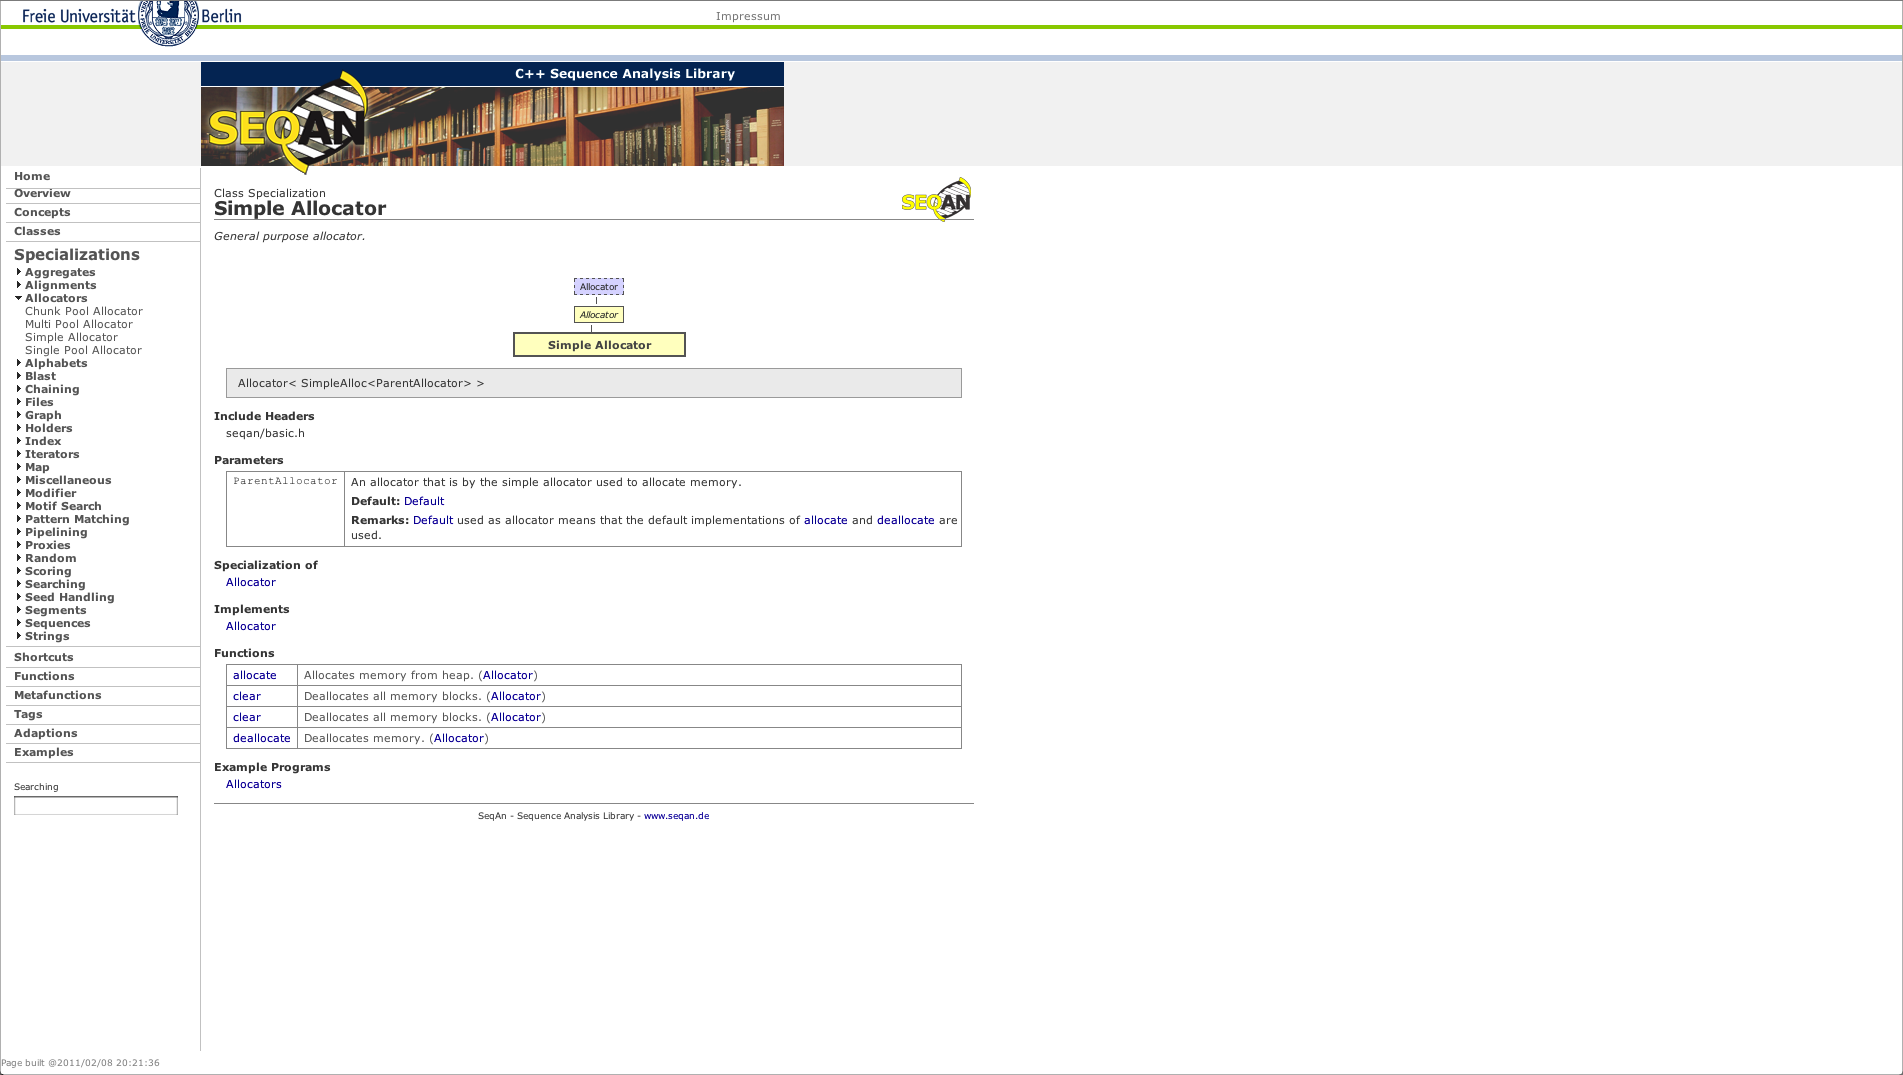 Freie Universität Berlin
Impressum
C++ Sequence Analysis Library
SEQAN
Home
Overview
Concepts
Classes
Specializations
Aggregates
Alignments
Allocators
Chunk Pool Allocator
Multi Pool Allocator
Simple Allocator
Single Pool Allocator
Alphabets
Blast
Chaining
Files
Graph
Holders
Index
Iterators
Map
Miscellaneous
Modifier
Motif Search
Pattern Matching
Pipelining
Proxies
Random
Scoring
Searching
Seed Handling
Segments
Sequences
Strings
Shortcuts
Functions
Metafunctions
Tags
Adaptions
Examples
Searching
Class Specialization
Simple Allocator
SEQAN
General purpose allocator.
Allocator
Allocator
Simple Allocator
Allocator< SimpleAlloc<ParentAllocator> >
Include Headers
seqan/basic.h
Parameters
ParentAllocator
An allocator that is by the simple allocator used to allocate memory.
Default: Default
Remarks: Default used as allocator means that the default implementations of allocate and deallocate are
used.
Specialization of
Allocator
Implements
Allocator
Functions
allocate Allocates memory from heap. (Allocator)
clear Deallocates all memory blocks. (Allocator)
clear Deallocates all memory blocks. (Allocator)
deallocate Deallocates memory. (Allocator)
Example Programs
Allocators
SeqAn - Sequence Analysis Library - www.seqan.de
Page built @2011/02/08 20:21:36